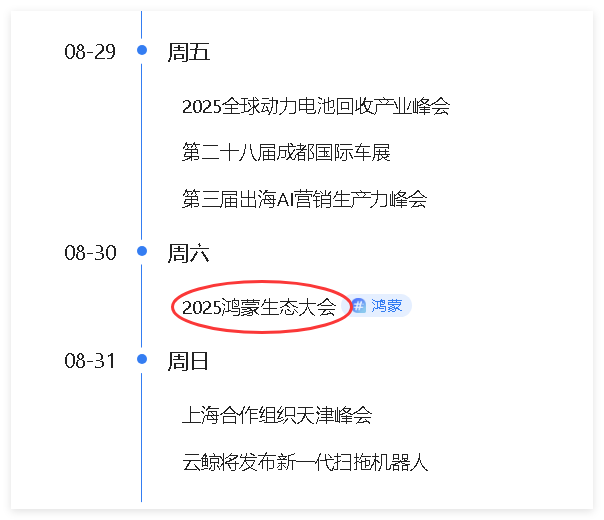 08-29 周五
2025全球动力电池回收产业峰会
第二十八届成都国际车展
第三届出海AI营销生产力峰会
08-30 周六
2025鸿蒙生态大会 # 鸿蒙
08-31 周日
上海合作组织天津峰会
云鲸将发布新一代扫拖机器人